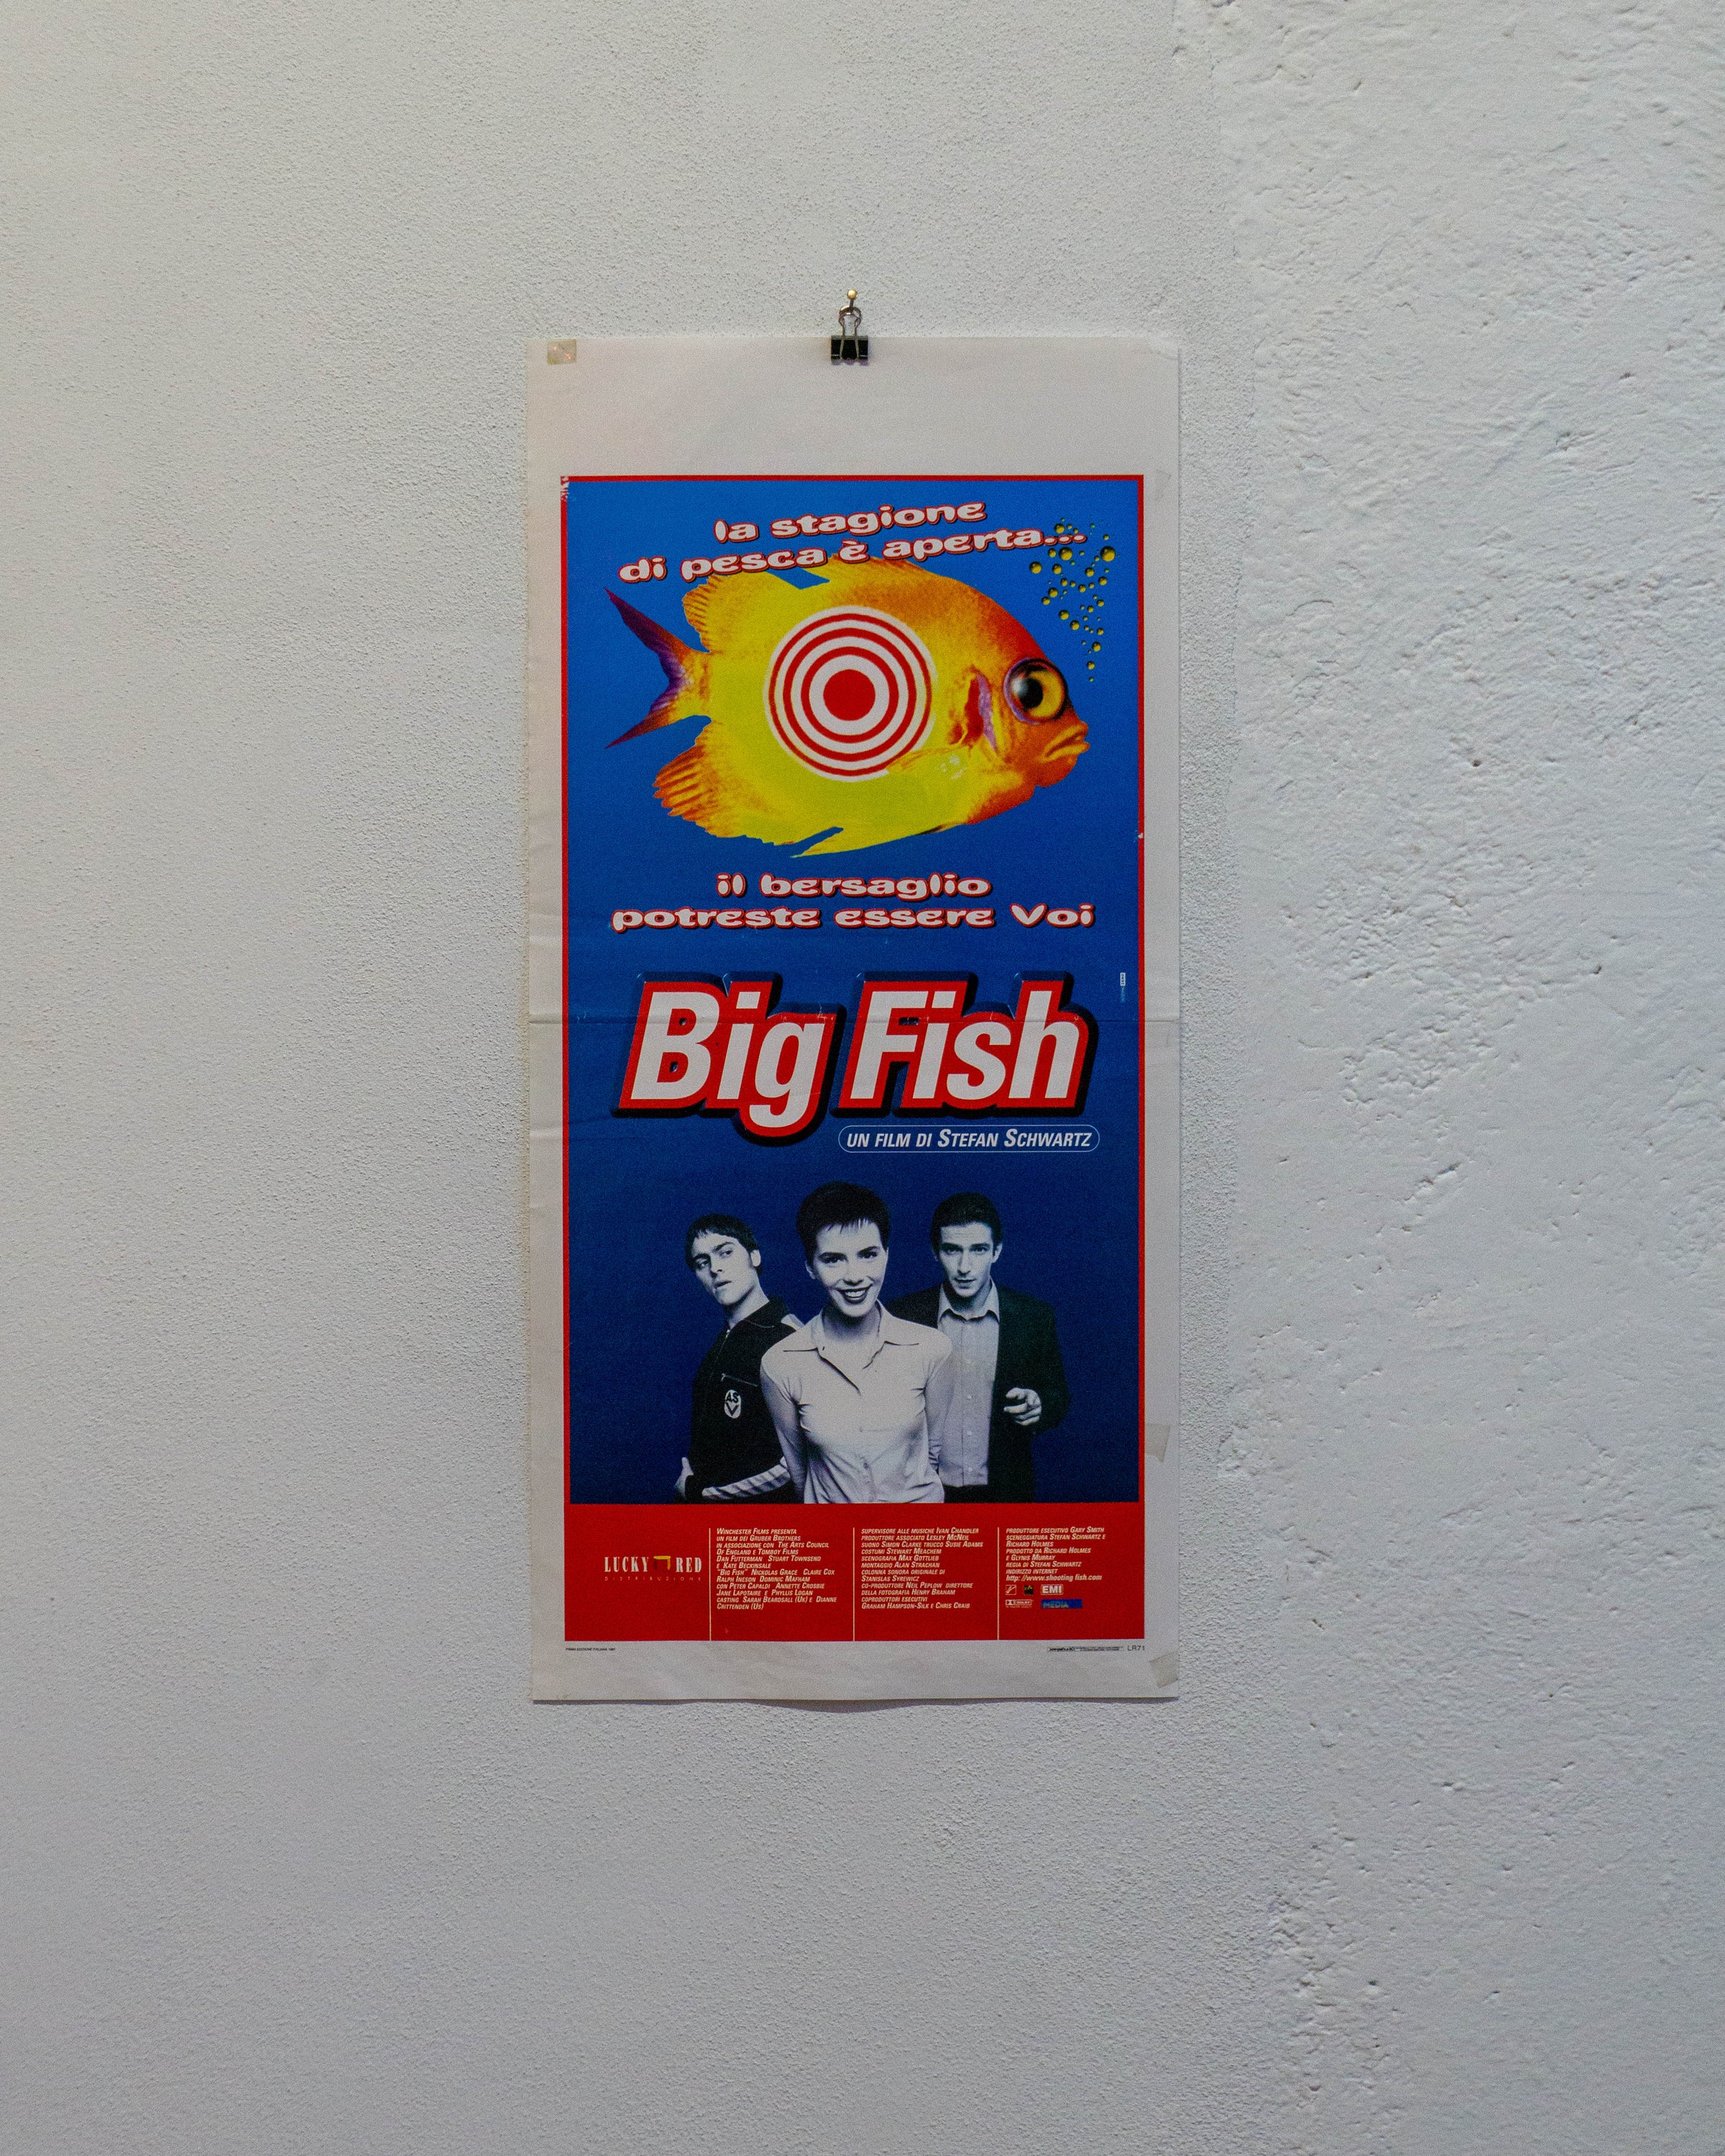 la stagione
di pesca è aperta...
il bersaglio
potreste essere Voi
Big Fish
UN FILM DI STEFAN SCHWARTZ
LUCKY RED
DISTRIBUZIONE
WINCHESTER FILMS PRESENTA
UN FILM DEI GRUBER BROTHERS
IN ASSOCIAZIONE CON THE ARTS COUNCIL
OF ENGLAND E TOMBOY FILMS
DAN FUTTERMAN STUART TOWNSEND
E KATE BECKINSALE
"BIG FISH" NICKOLAS GRACE CLAIRE COX
RALPH INESON DOMINIC MAFHAM
CON PETER CAPALDI ANNETTE CROSBIE
JANE LAPOTAIRE E PHYLLIS LOGAN
CASTING SARAH BEARDSALL (UK) E DIANNE
CRITTENDEN (US)
SUPERVISORE ALLE MUSICHE IVAN CHANDLER
PRODUTTORE ASSOCIATO LESLEY MCNEIL
SUONO SIMON CLARKE TRUCCO SUSIE ADAMS
COSTUMI STEWART MEACHEM
SCENOGRAFIA MAX GOTTLIEB
MONTAGGIO ALAN STRACHAN
COLONNA SONORA ORIGINALE DI
STANISLAS SYREWICZ
CO-PRODUTTORE NEIL PEPLOW DIRETTORE
DELLA FOTOGRAFIA HENRY BRAHAM
COPRODUTTORI ESECUTIVI
GRAHAM HAMPSON-SILK E CHRIS CRAIB
PRODUTTORE ESECUTIVO GARY SMITH
SCENEGGIATURA STEFAN SCHWARTZ E
RICHARD HOLMES
PRODOTTO DA RICHARD HOLMES
E GLYNIS MURRAY
REGIA DI STEFAN SCHWARTZ
INDIRIZZO INTERNET
http://www.shooting fish.com
EMI
DOLBY
MEDIA
LR71